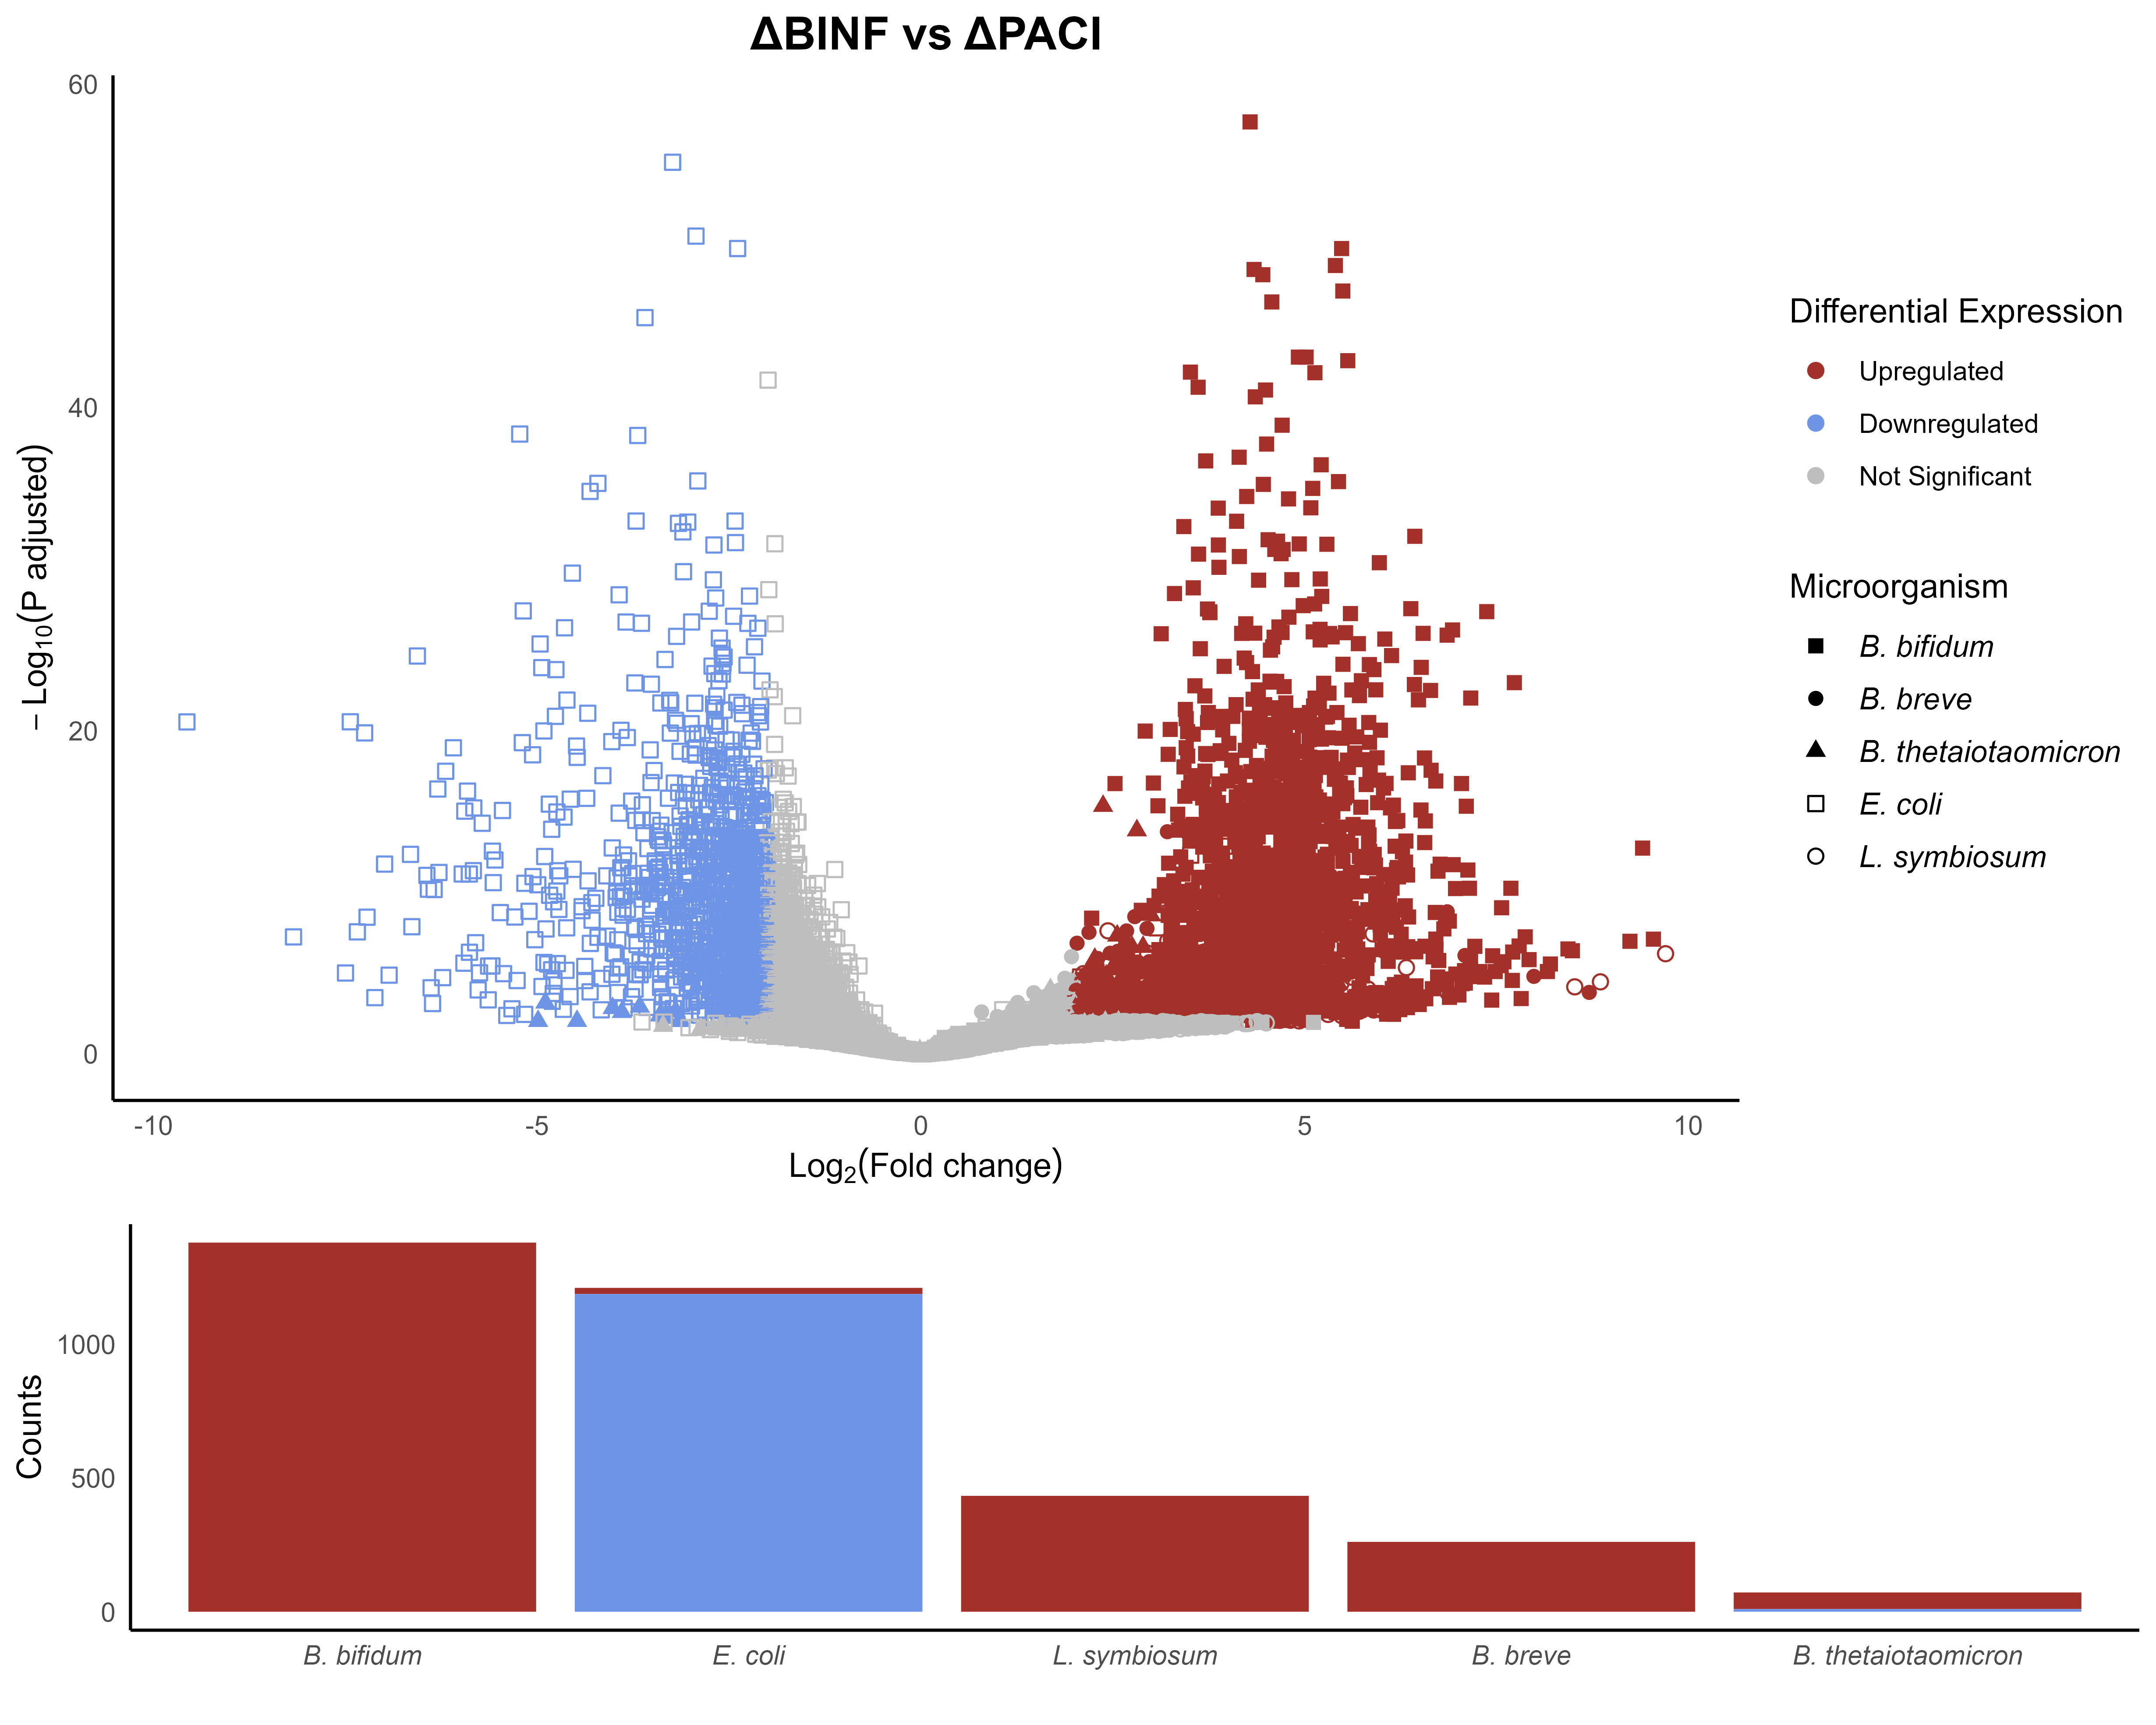 ΔBINF vs ΔPACI
60
40
20
0
− Log₁₀(P adjusted)
-10 -5 0 5 10
Log₂(Fold change)
Differential Expression
Upregulated
Downregulated
Not Significant
Microorganism
B. bifidum
B. breve
B. thetaiotaomicron
E. coli
L. symbiosum
1000
500
0
Counts
B. bifidum E. coli L. symbiosum B. breve B. thetaiotaomicron